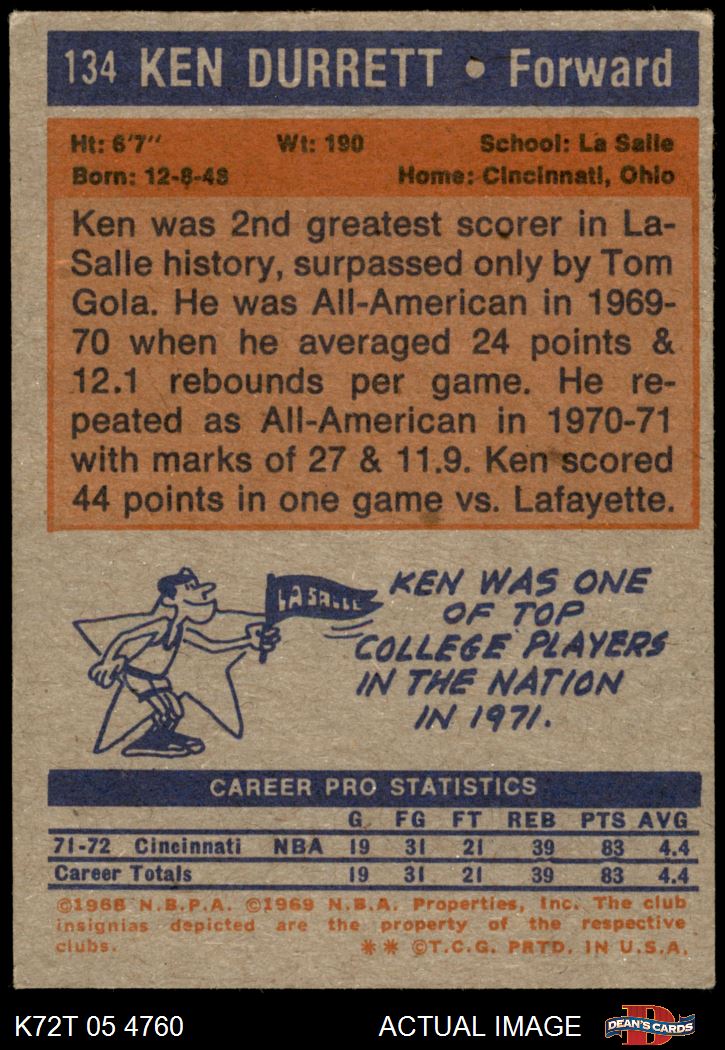 134 KEN DURRETT • Forward
Ht: 6'7" Wt: 190 School: La Salle
Born: 12-8-48 Home: Cincinnati, Ohio
Ken was 2nd greatest scorer in La-
Salle history, surpassed only by Tom
Gola. He was All-American in 1969-
70 when he averaged 24 points &
12.1 rebounds per game. He re-
peated as All-American in 1970-71
with marks of 27 & 11.9. Ken scored
44 points in one game vs. Lafayette.
LA SALLE
KEN WAS ONE
OF TOP
COLLEGE PLAYERS
IN THE NATION
IN 1971.
CAREER PRO STATISTICS
G FG FT REB PTS AVG
71-72 Cincinnati NBA 19 31 21 39 83 4.4
Career Totals 19 31 21 39 83 4.4
©1968 N.B.P.A. ©1969 N.B.A. Properties, Inc. The club
insignias depicted are the property of the respective
clubs. ** ©T.C.G. PRTD. IN U.S.A.
K72T 05 4760 ACTUAL IMAGE D DEAN'S CARDS